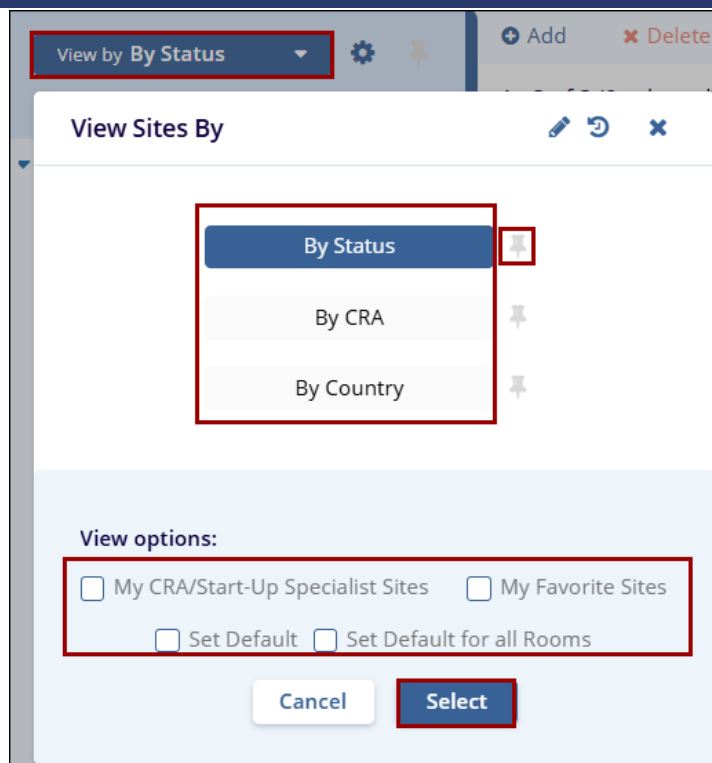 View by By Status
Add
Delete
View Sites By
By Status
By CRA
By Country
View options:
My CRA/Start-Up Specialist Sites
My Favorite Sites
Set Default
Set Default for all Rooms
Cancel
Select